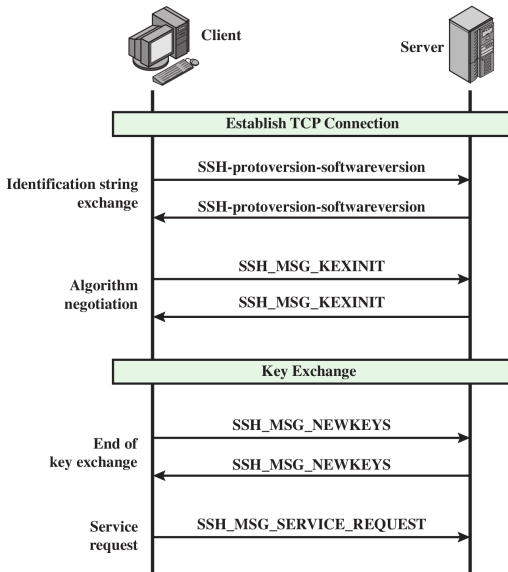 Client
Server
Establish TCP Connection
SSH-protoversion-softwareversion
Identification string
exchange
SSH-protoversion-softwareversion
SSH_MSG_KEXINIT
Algorithm
negotiation
SSH_MSG_KEXINIT
Key Exchange
SSH_MSG_NEWKEYS
End of
key exchange
SSH_MSG_NEWKEYS
Service
request
SSH_MSG_SERVICE_REQUEST